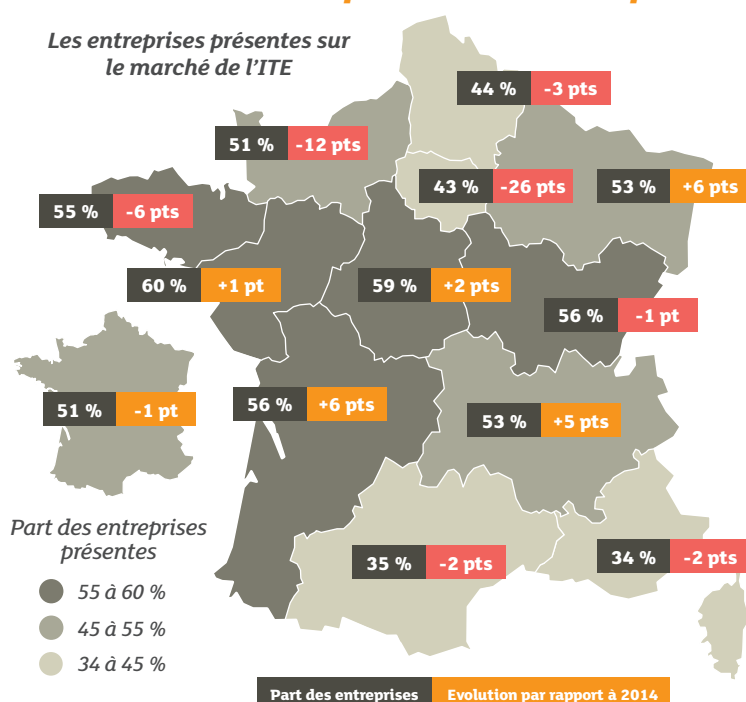 Les entreprises présentes sur
le marché de l'ITE
44 % -3 pts
51 % -12 pts
43 % -26 pts
53 % +6 pts
55 % -6 pts
60 % +1 pt
59 % +2 pts
56 % -1 pt
51 % -1 pt
56 % +6 pts
53 % +5 pts
Part des entreprises
présentes
55 à 60 %
45 à 55 %
34 à 45 %
35 % -2 pts
34 % -2 pts
Part des entreprises Evolution par rapport à 2014